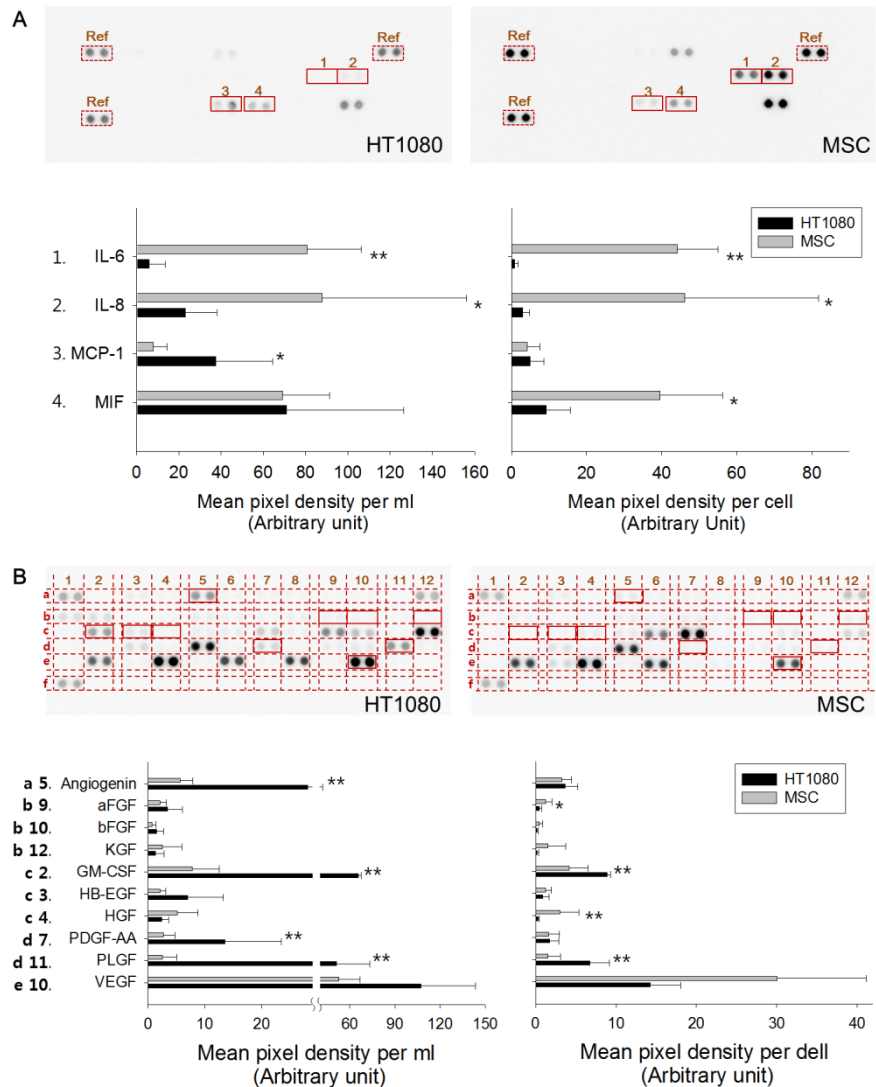 A
Ref
Ref
1
2
3
4
Ref
HT1080
Ref
Ref
1
2
3
4
Ref
MSC
HT1080
MSC
1. IL-6
**
**
2. IL-8
*
*
3. MCP-1
*
4. MIF
*
0 20 40 60 80 100 120 140 160
Mean pixel density per ml
(Arbitrary unit)
0 20 40 60 80
Mean pixel density per cell
(Arbitrary Unit)
B
1 2 3 4 5 6 7 8 9 10 11 12
a
b
c
d
e
f
HT1080
1 2 3 4 5 6 7 8 9 10 11 12
a
b
c
d
e
f
MSC
HT1080
MSC
a 5. Angiogenin **
b 9. aFGF *
b 10. bFGF
b 12. KGF
c 2. GM-CSF ** **
c 3. HB-EGF
c 4. HGF **
d 7. PDGF-AA **
d 11. PLGF ** **
e 10. VEGF
0 10 20 60 90 150
Mean pixel density per ml
(Arbitrary unit)
0 10 20 30 40
Mean pixel density per dell
(Arbitrary unit)